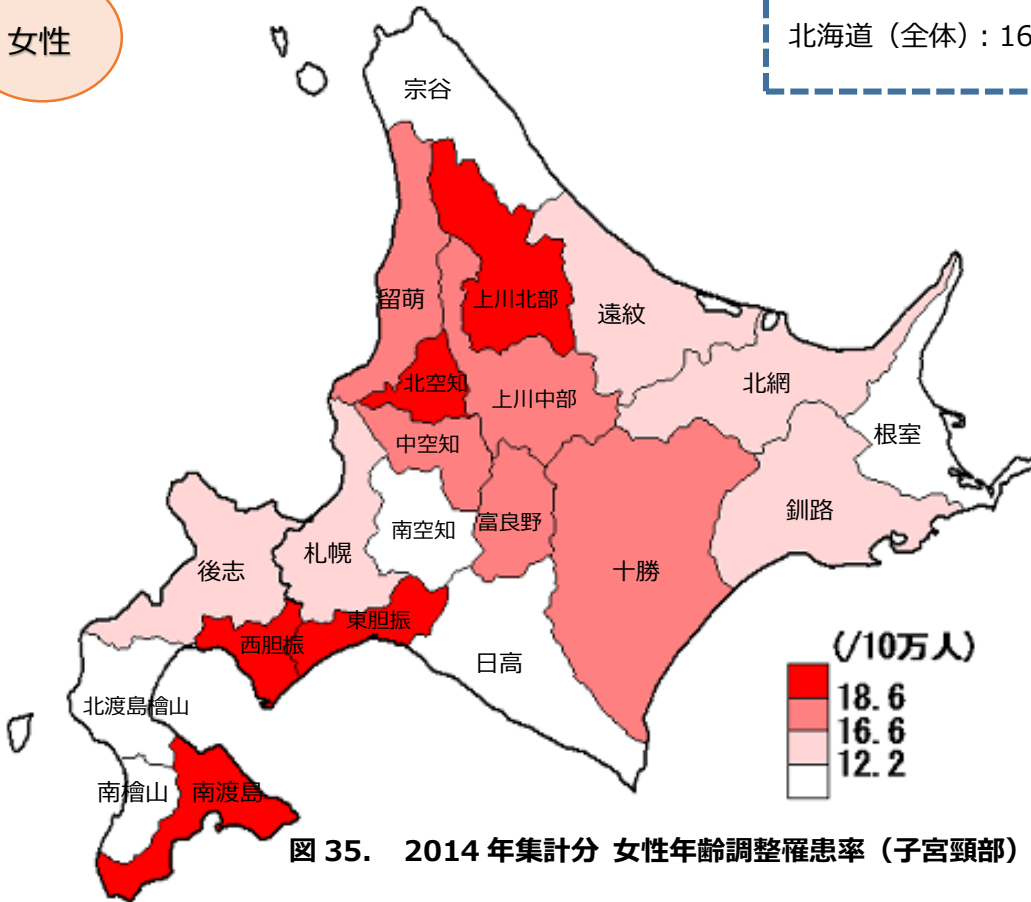 女性
北海道（全体）: 16
宗谷
留萌
上川北部
遠紋
北空知
上川中部
北網
中空知
根室
南空知
富良野
釧路
後志
札幌
十勝
東胆振
西胆振
日高
北渡島檜山
南檜山
南渡島
(/10万人)
18.6
16.6
12.2
図 35. 2014 年集計分 女性年齢調整罹患率（子宮頸部）